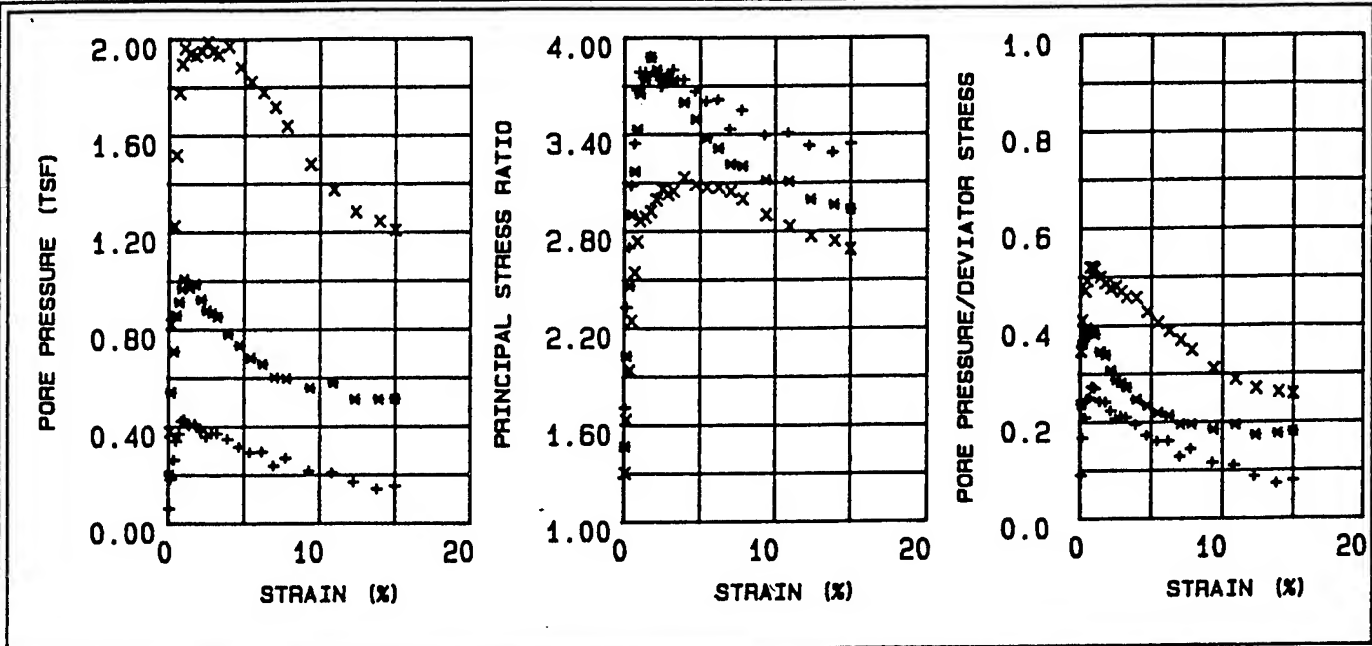 PORE PRESSURE (TSF)
2.00
1.60
1.20
0.80
0.40
0.00
0 10 20
STRAIN (%)
PRINCIPAL STRESS RATIO
4.00
3.40
2.80
2.20
1.60
1.00
0 10 20
STRAIN (%)
PORE PRESSURE/DEVIATOR STRESS
1.0
0.8
0.6
0.4
0.2
0.0
0 10 20
STRAIN (%)